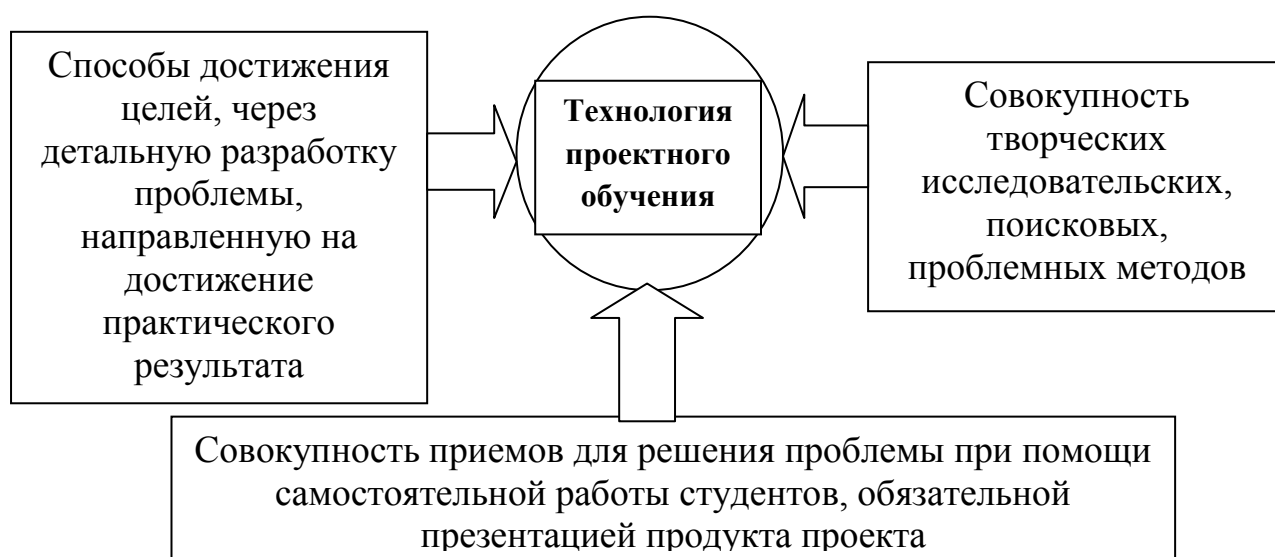 Способы достижения
целей, через
детальную разработку
проблемы,
направленную на
достижение
практического
результата
Технология
проектного
обучения
Совокупность
творческих
исследовательских,
поисковых,
проблемных методов
Совокупность приемов для решения проблемы при помощи
самостоятельной работы студентов, обязательной
презентацией продукта проекта